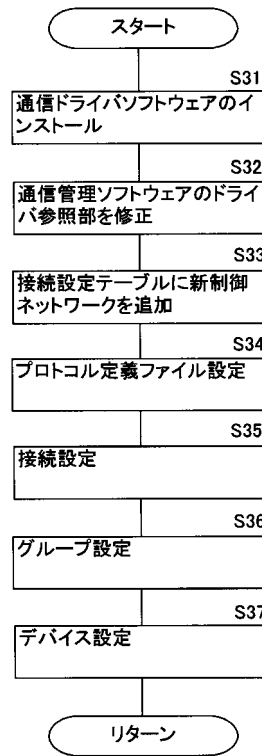 スタート
S31
通信ドライバソフトウェアのイ
ンストール
S32
通信管理ソフトウェアのドライ
バ参照部を修正
S33
接続設定テーブルに新制御
ネットワークを追加
S34
プロトコル定義ファイル設定
S35
接続設定
S36
グループ設定
S37
デバイス設定
リターン